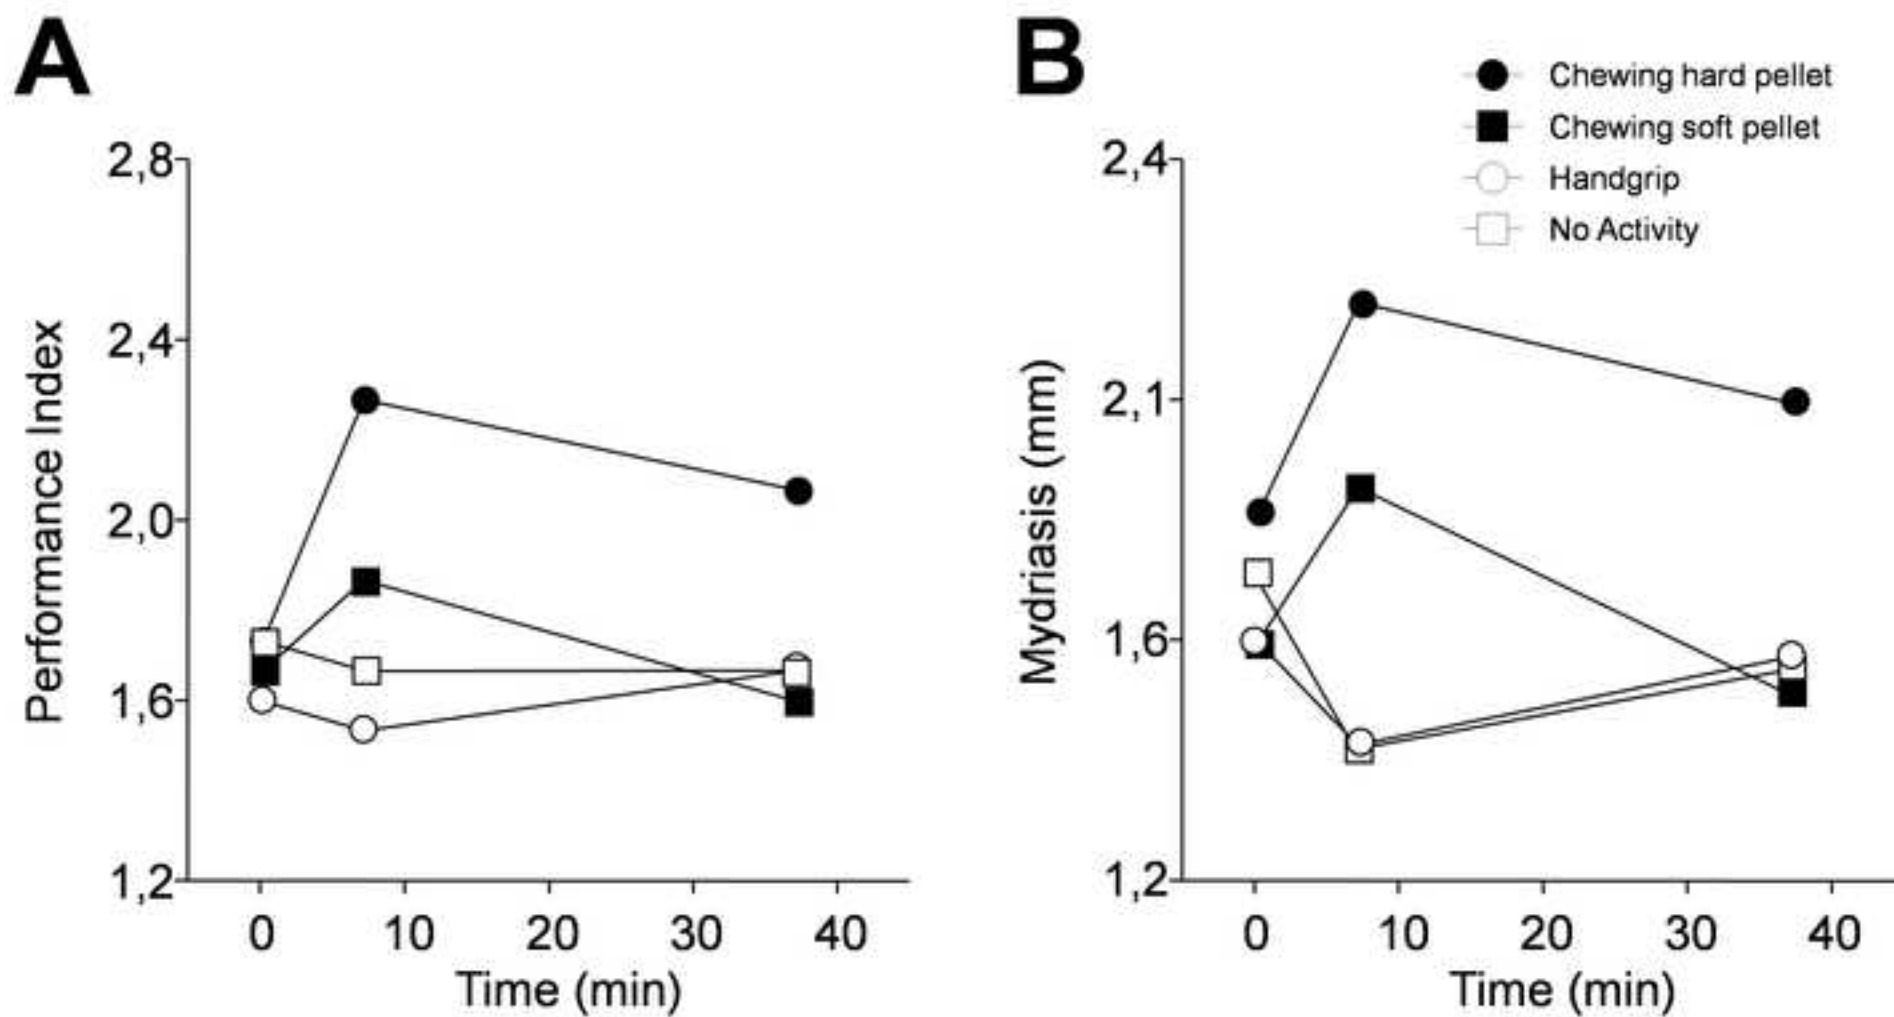 A
Performance Index
2,8
2,4
2,0
1,6
1,2
0 10 20 30 40
Time (min)
B
Chewing hard pellet
Chewing soft pellet
Handgrip
No Activity
Mydriasis (mm)
2,4
2,1
1,6
1,2
0 10 20 30 40
Time (min)